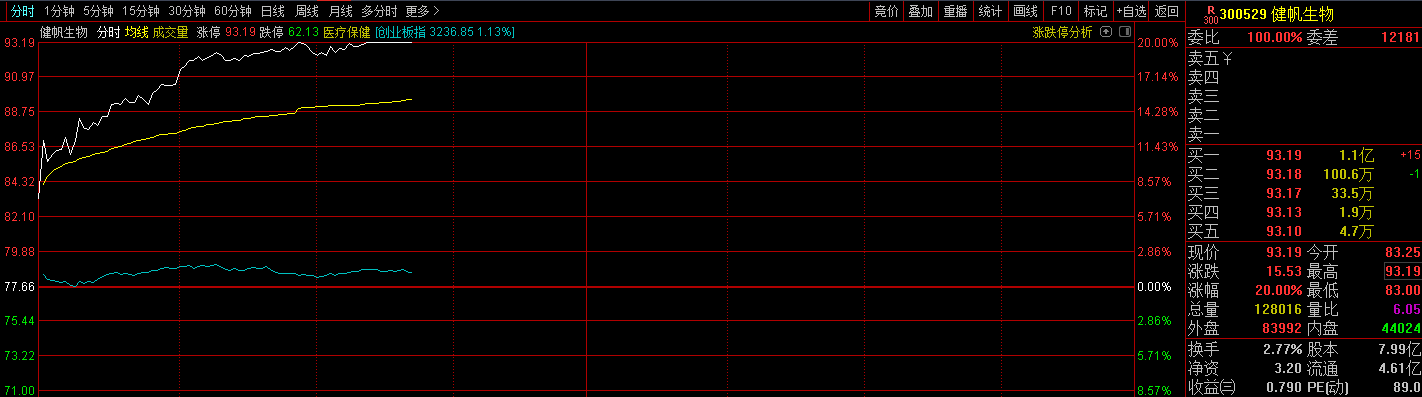 分时 1分钟 5分钟 15分钟 30分钟 60分钟 日线 周线 月线 多分时 更多 > 竞价 叠加 重播 统计 画线 F10 标记 +自选 返回
R 300 300529 健帆生物
健帆生物 分时 均线 成交量 涨停 93.19 跌停 62.13 医疗保健 [创业板指 3236.85 1.13%] 涨跌停分析
委比 100.00% 委差 12181
93.19 20.00%
90.97 17.14%
88.75 14.28%
86.53 11.43%
84.32 8.57%
82.10 5.71%
79.88 2.86%
77.66 0.00%
75.44 2.86%
73.22 5.71%
71.00 8.57%
卖五 ¥
卖四
卖三
卖二
卖一
买一 93.19 1.1亿 +15
买二 93.18 100.6万 -1
买三 93.17 33.5万
买四 93.13 1.9万
买五 93.10 4.7万
现价 93.19 今开 83.25
涨跌 15.53 最高 93.19
涨幅 20.00% 最低 83.00
总量 128016 量比 6.05
外盘 83992 内盘 44024
换手 2.77% 股本 7.99亿
净资 3.20 流通 4.61亿
收益㈢ 0.790 PE(动) 89.0